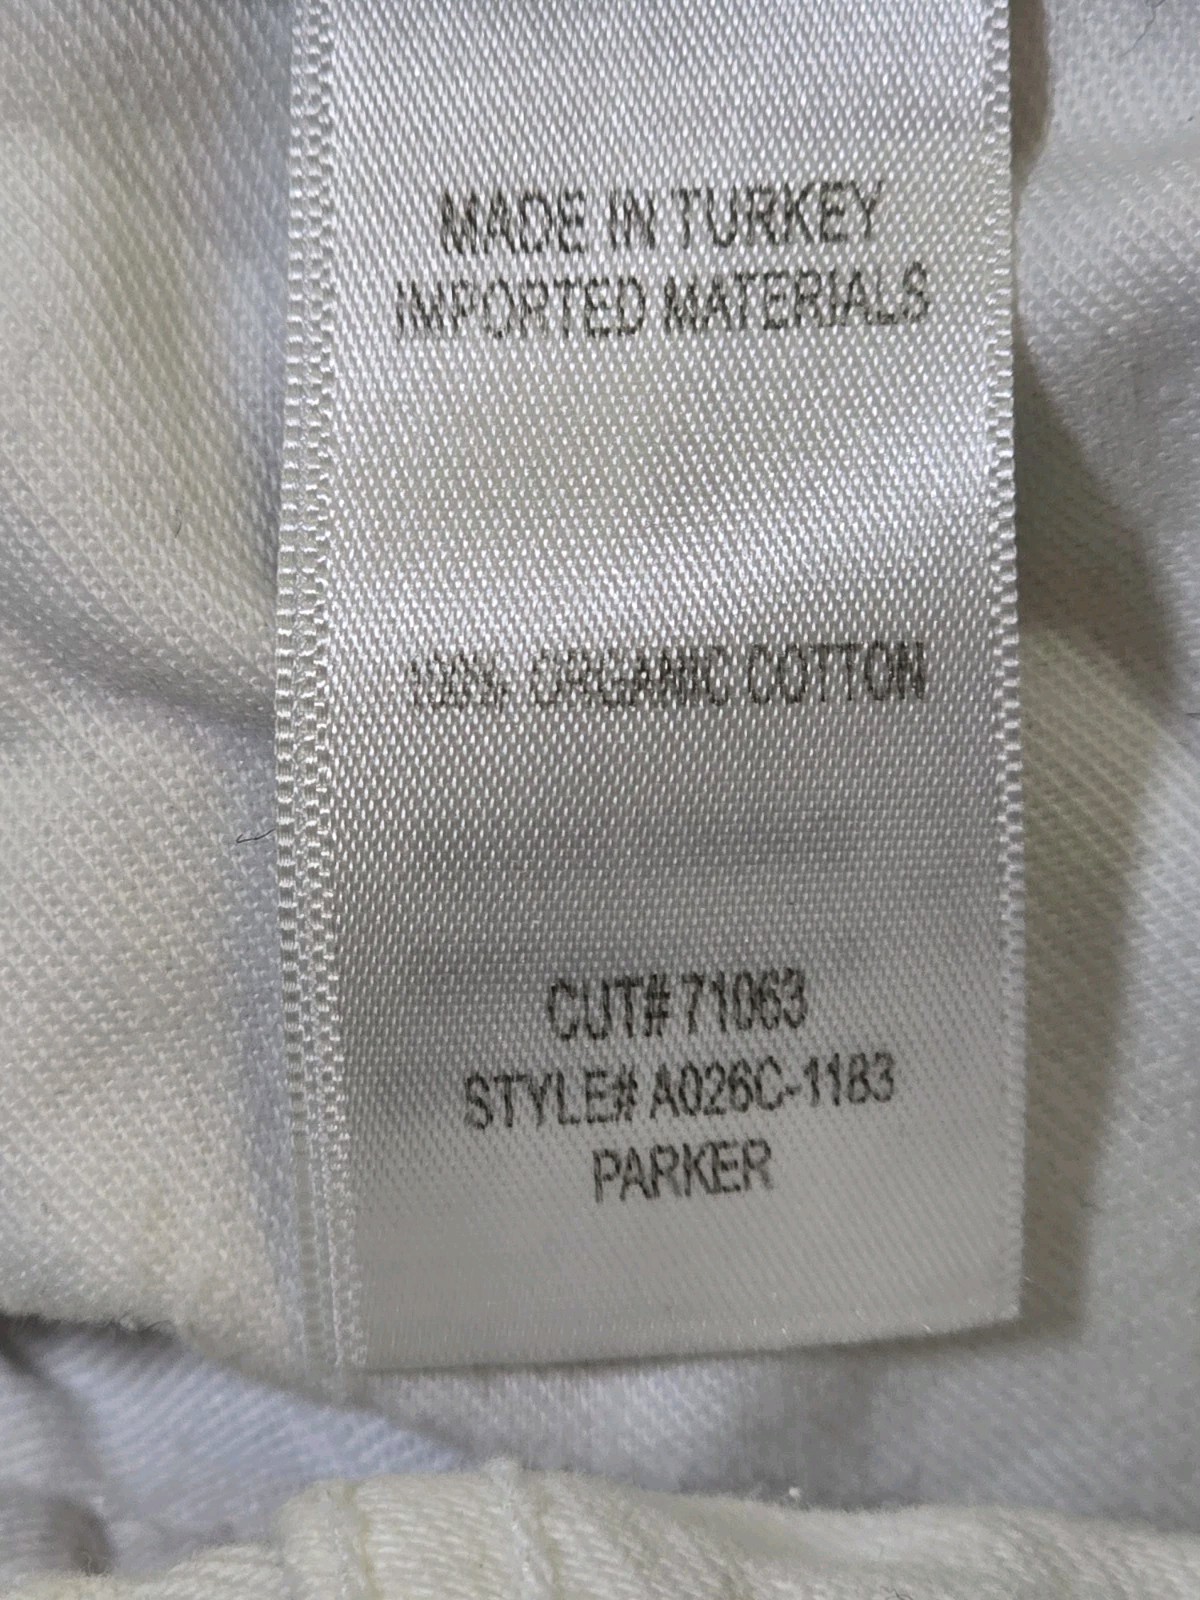 MADE IN TURKEY
IMPORTED MATERIALS
100% ORGANIC COTTON
CUT# 71063
STYLE# A026C-1183
PARKER